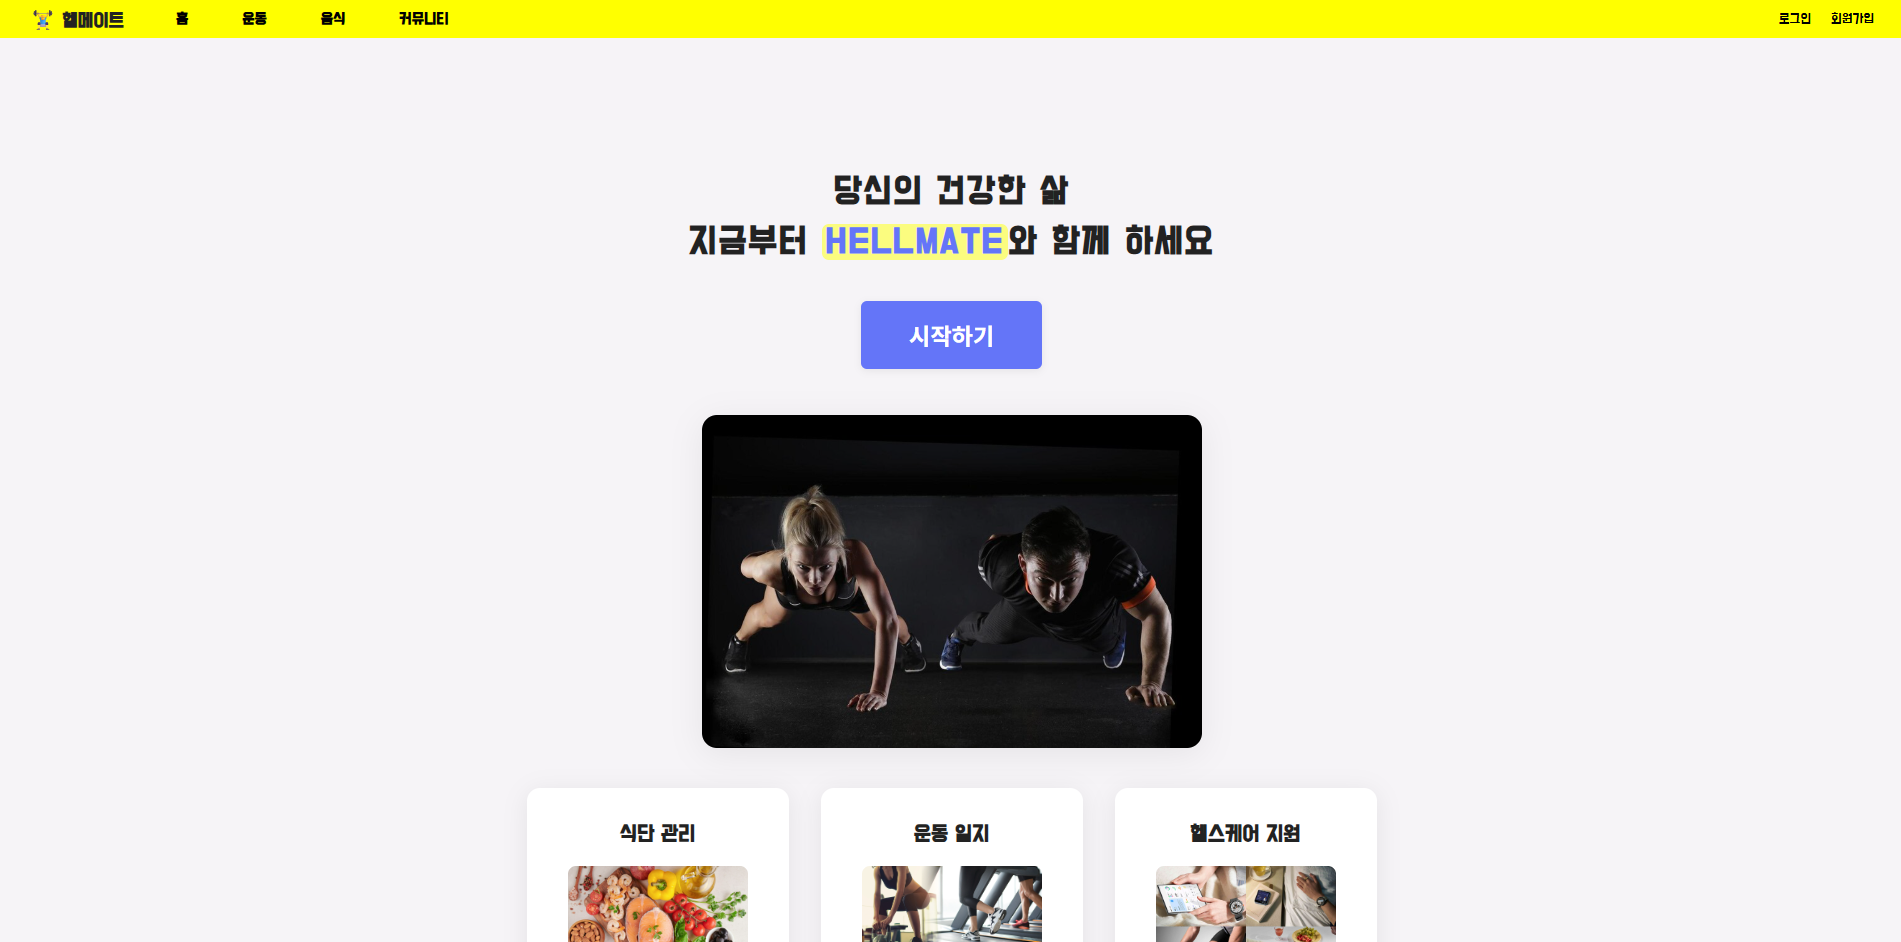 헬메이트
홈
운동
음식
커뮤니티
로그인
회원가입
당신의 건강한 삶
지금부터 HELLMATE와 함께 하세요
시작하기
식단 관리
운동 일지
헬스케어 지원